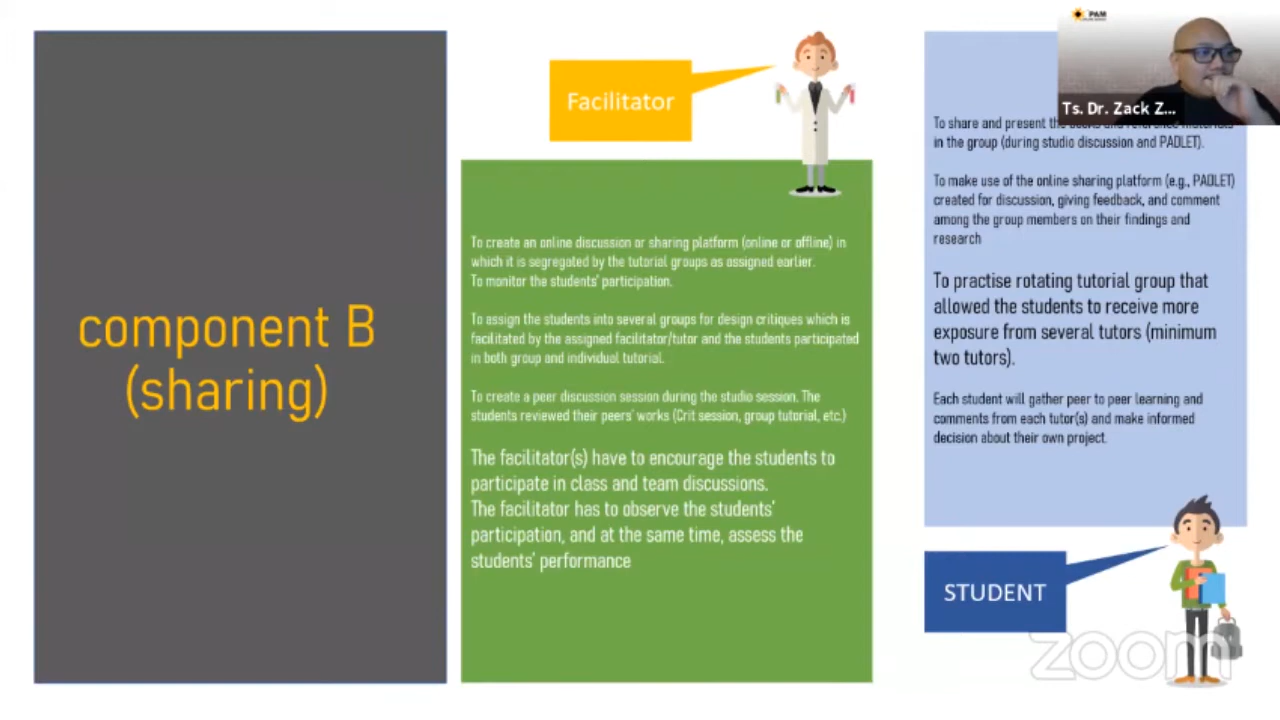 component B
(sharing)
Facilitator
To create an online discussion or sharing platform (online or offline) in
which it is segregated by the tutorial groups as assigned earlier.
To monitor the students' participation.
To assign the students into several groups for design critiques which is
facilitated by the assigned facilitator/tutor and the students participated
in both group and individual tutorial.
To create a peer discussion session during the studio session. The
students reviewed their peers' works (Crit session, group tutorial, etc.)
The facilitator(s) have to encourage the students to
participate in class and team discussions.
The facilitator has to observe the students'
participation, and at the same time, assess the
students' performance
PAM
Ts. Dr. Zack Z...
To share and present the
in the group (during studio discussion and PADLET).
To make use of the online sharing platform (e.g., PADLET)
created for discussion, giving feedback, and comment
among the group members on their findings and
research
To practise rotating tutorial group that
allowed the students to receive more
exposure from several tutors (minimum
two tutors).
Each student will gather peer to peer learning and
comments from each tutor(s) and make informed
decision about their own project.
STUDENT
zoom